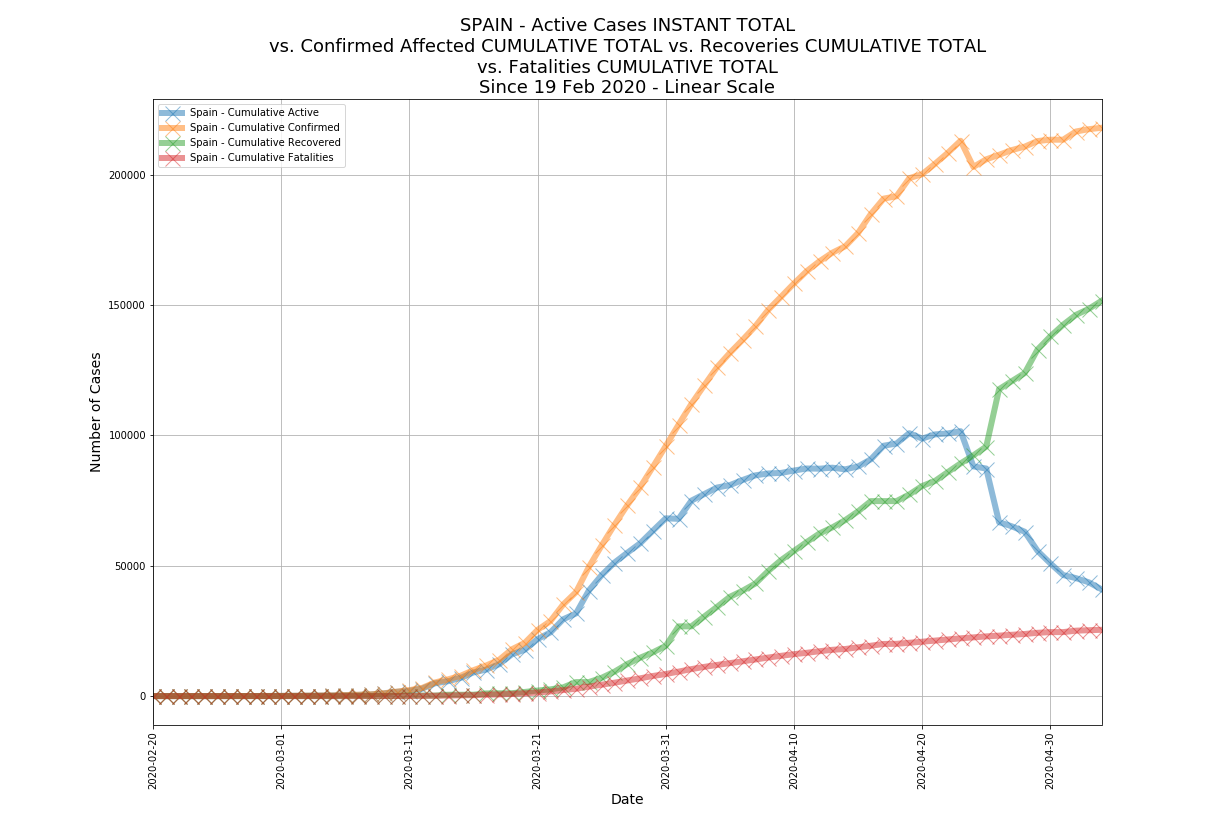 SPAIN - Active Cases INSTANT TOTAL
vs. Confirmed Affected CUMULATIVE TOTAL vs. Recoveries CUMULATIVE TOTAL
vs. Fatalities CUMULATIVE TOTAL
Since 19 Feb 2020 - Linear Scale
Spain - Cumulative Active
Spain - Cumulative Confirmed
Spain - Cumulative Recovered
Spain - Cumulative Fatalities
200000
150000
100000
50000
0
Number of Cases
2020-02-20
2020-03-01
2020-03-11
2020-03-21
2020-03-31
2020-04-10
2020-04-20
2020-04-30
Date